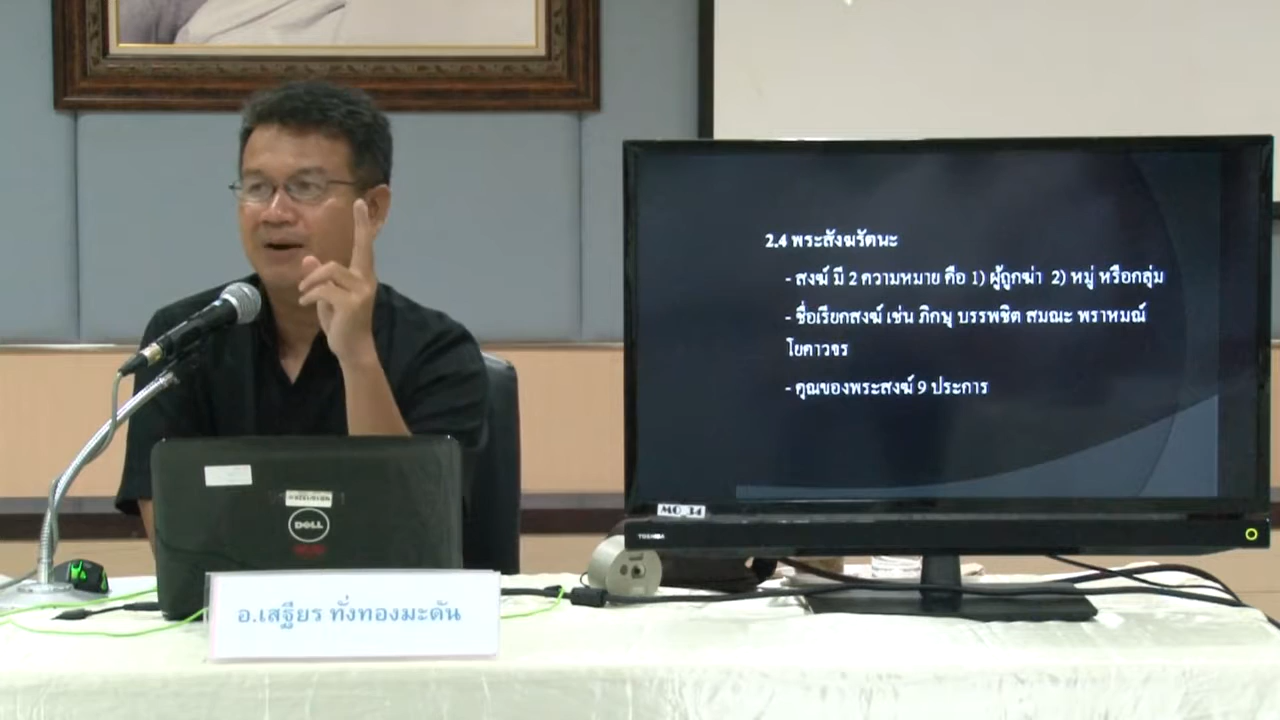 2.4 พระสังฆรัตนะ
- สงฆ์ มี 2 ความหมาย คือ 1) ผู้ถูกฆ่า 2) หมู่ หรือกลุ่ม
- ชื่อเรียกสงฆ์ เช่น ภิกษุ บรรพชิต สมณะ พราหมณ์
โยคาวจร
- คุณของพระสงฆ์ 9 ประการ
MO 34
TOSHIBA
DELL
อ.เสฐียร ทั่งทองมะดัน